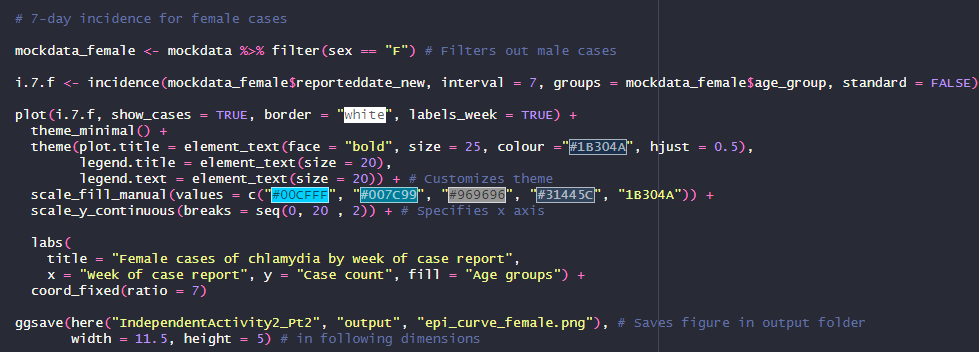 # 7-day incidence for female cases
mockdata_female <- mockdata %>% filter(sex == "F") # Filters out male cases
i.7.f <- incidence(mockdata_female$reporteddate_new, interval = 7, groups = mockdata_female$age_group, standard = FALSE)
plot(i.7.f, show_cases = TRUE, border = "white", labels_week = TRUE) +
  theme_minimal() +
  theme(plot.title = element_text(face = "bold", size = 25, colour ="#1B304A", hjust = 0.5),
        legend.title = element_text(size = 20),
        legend.text = element_text(size = 20)) + # Customizes theme
  scale_fill_manual(values = c("#00CFFF", "#007C99", "#969696", "#31445C", "1B304A")) +
  scale_y_continuous(breaks = seq(0, 20 , 2)) + # Specifies x axis
  labs(
    title = "Female cases of chlamydia by week of case report",
    x = "Week of case report", y = "Case count", fill = "Age groups") +
  coord_fixed(ratio = 7)
ggsave(here("IndependentActivity2_Pt2", "output", "epi_curve_female.png"), # Saves figure in output folder
       width = 11.5, height = 5) # in following dimensions